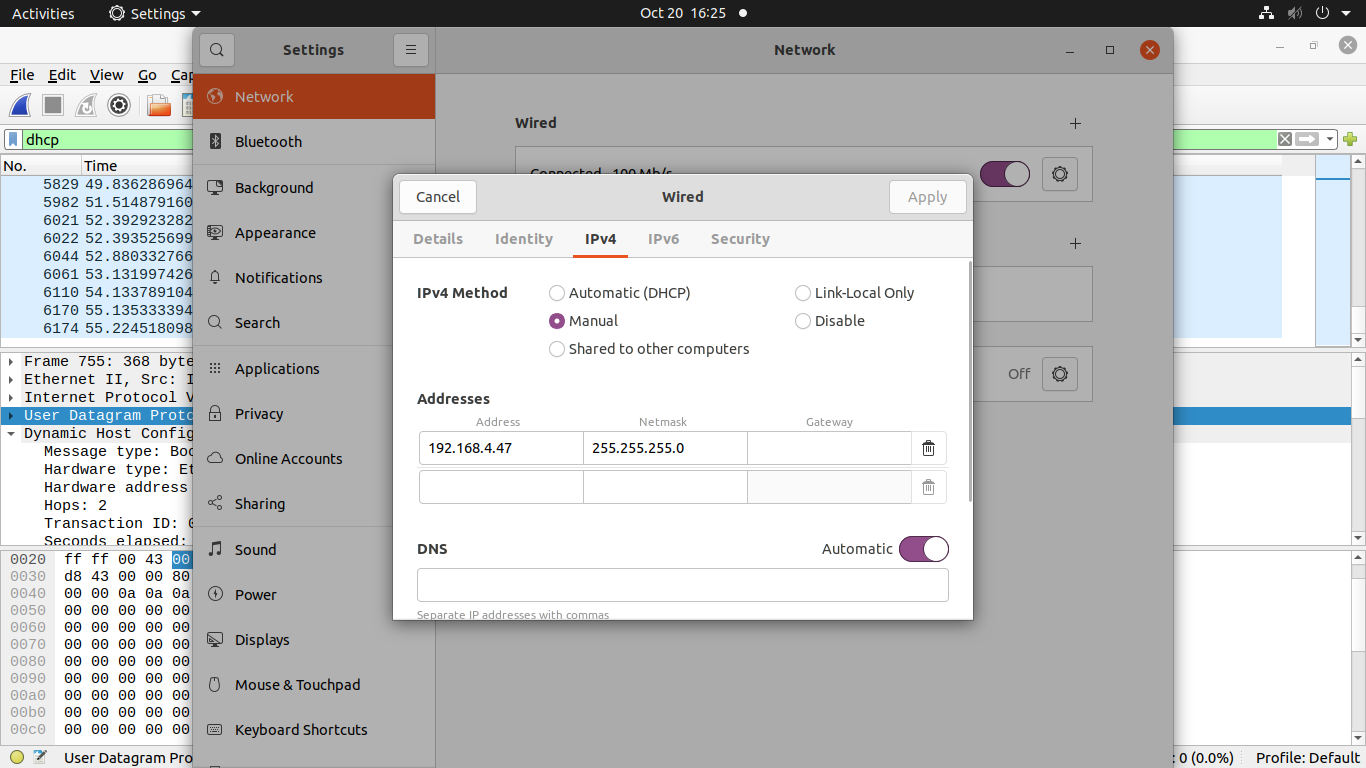 Activities Settings Oct 20 16:25
Settings Network
File Edit View Go Cap
dhcp
No. Time
5829 49.836286964
5982 51.514879160
6021 52.392923282
6022 52.393525699
6044 52.880332766
6061 53.131997426
6110 54.133789104
6170 55.135333394
6174 55.224518098
Frame 755: 368 byte
Ethernet II, Src: I
Internet Protocol V
User Datagram Proto
Dynamic Host Config
Message type: Boo
Hardware type: Et
Hardware address
Hops: 2
Transaction ID: 0
Seconds elapsed:
0020 ff ff 00 43 00
0030 d8 43 00 00 80
0040 00 00 0a 0a 0a
0050 00 00 00 00 00
0060 00 00 00 00 00
0070 00 00 00 00 00
0080 00 00 00 00 00
0090 00 00 00 00 00
00a0 00 00 00 00 00
00b0 00 00 00 00 00
00c0 00 00 00 00 00
User Datagram Pro
: 0 (0.0%) Profile: Default
Network
Bluetooth
Background
Appearance
Notifications
Search
Applications
Privacy
Online Accounts
Sharing
Sound
Power
Displays
Mouse & Touchpad
Keyboard Shortcuts
Wired
Connected - 100 Mb/s
Off
Cancel Wired Apply
Details Identity IPv4 IPv6 Security
IPv4 Method Automatic (DHCP) Link-Local Only
Manual Disable
Shared to other computers
Addresses
Address Netmask Gateway
192.168.4.47 255.255.255.0
DNS Automatic
Separate IP addresses with commas